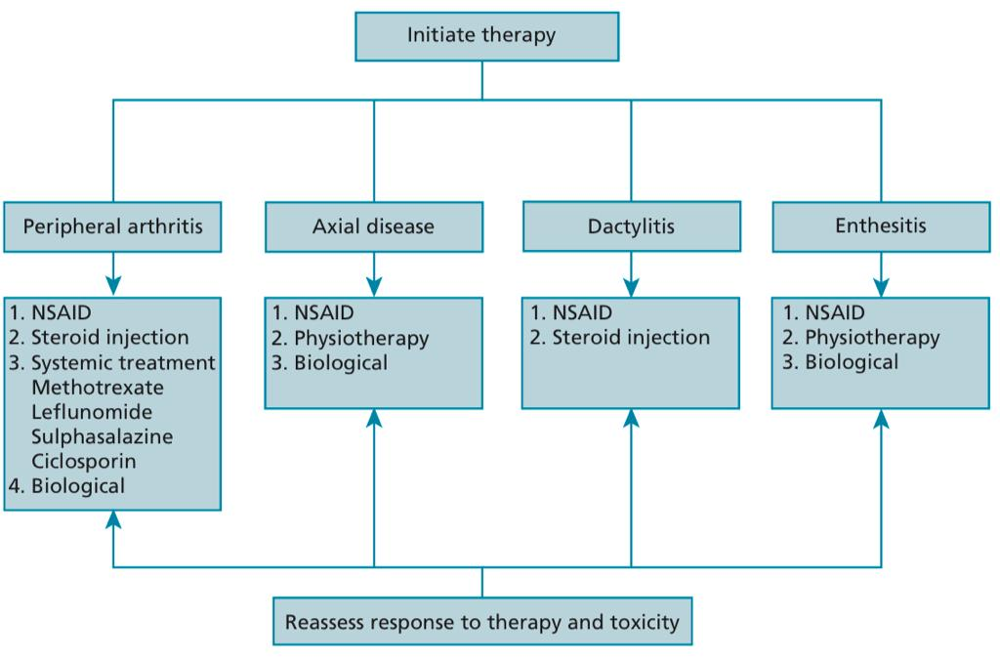 Initiate therapy
Peripheral arthritis
1. NSAID
2. Steroid injection
3. Systemic treatment
Methotrexate
Leflunomide
Sulphasalazine
Ciclosporin
4. Biological
Axial disease
1. NSAID
2. Physiotherapy
3. Biological
Dactylitis
1. NSAID
2. Steroid injection
Enthesitis
1. NSAID
2. Physiotherapy
3. Biological
Reassess response to therapy and toxicity